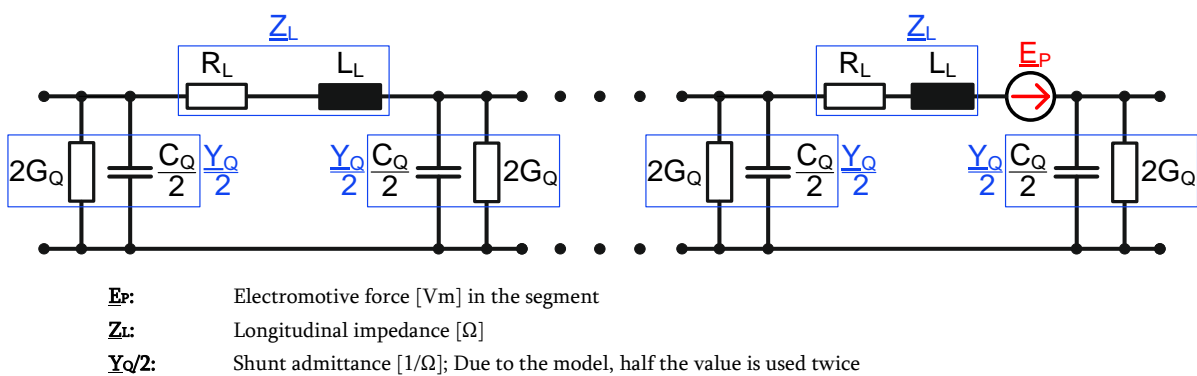 Z_L
Z_L
R_L
L_L
R_L
L_L
E_P
2G_Q
C_Q/2
Y_Q/2
Y_Q/2
C_Q/2
2G_Q
2G_Q
C_Q/2
Y_Q/2
Y_Q/2
C_Q/2
2G_Q
E_P: Electromotive force [Vm] in the segment
Z_L: Longitudinal impedance [Ω]
Y_Q/2: Shunt admittance [1/Ω]; Due to the model, half the value is used twice